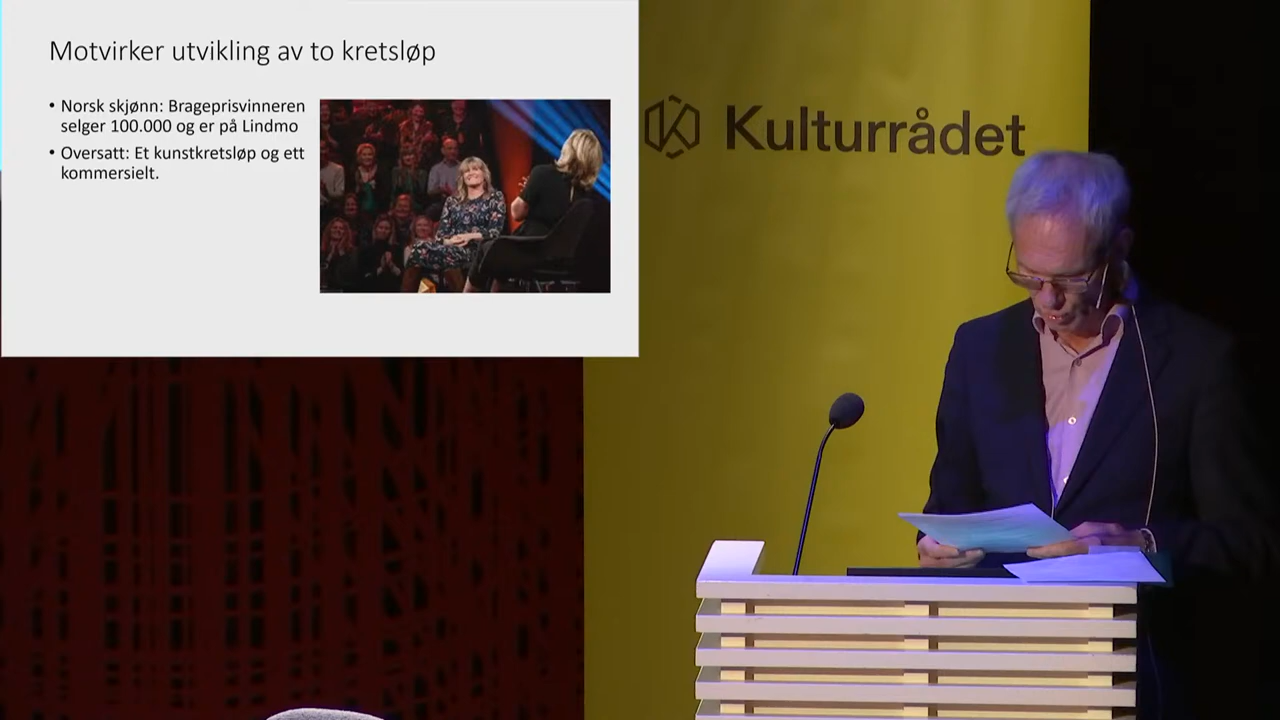 Motvirker utvikling av to kretsløp
• Norsk skjønn: Brageprisvinneren
selger 100.000 og er på Lindmo
• Oversatt: Et kunstkretsløp og ett
kommersielt.
Kulturrådet